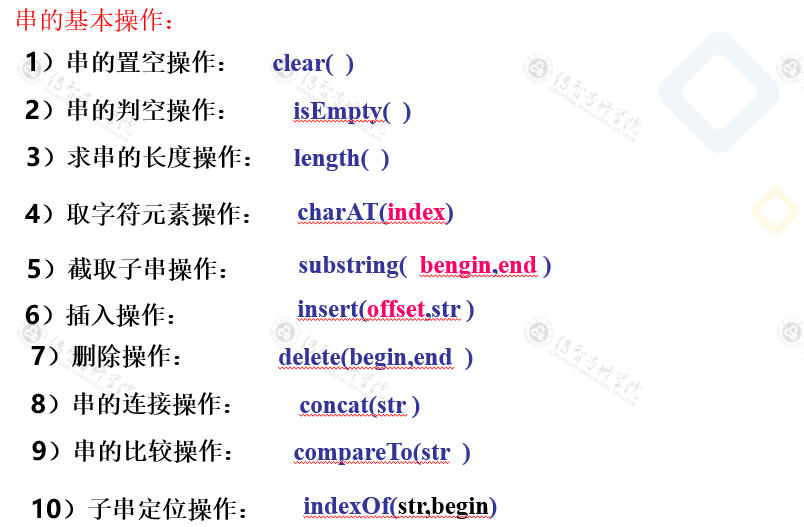 串的基本操作：
1）串的置空操作： clear( )
2）串的判空操作： isEmpty( )
3）求串的长度操作： length( )
4）取字符元素操作： charAT(index)
5）截取子串操作： substring( bengin,end )
6）插入操作： insert(offset,str )
7）删除操作： delete(begin,end )
8）串的连接操作： concat(str )
9）串的比较操作： compareTo(str )
10）子串定位操作： indexOf(str,begin)